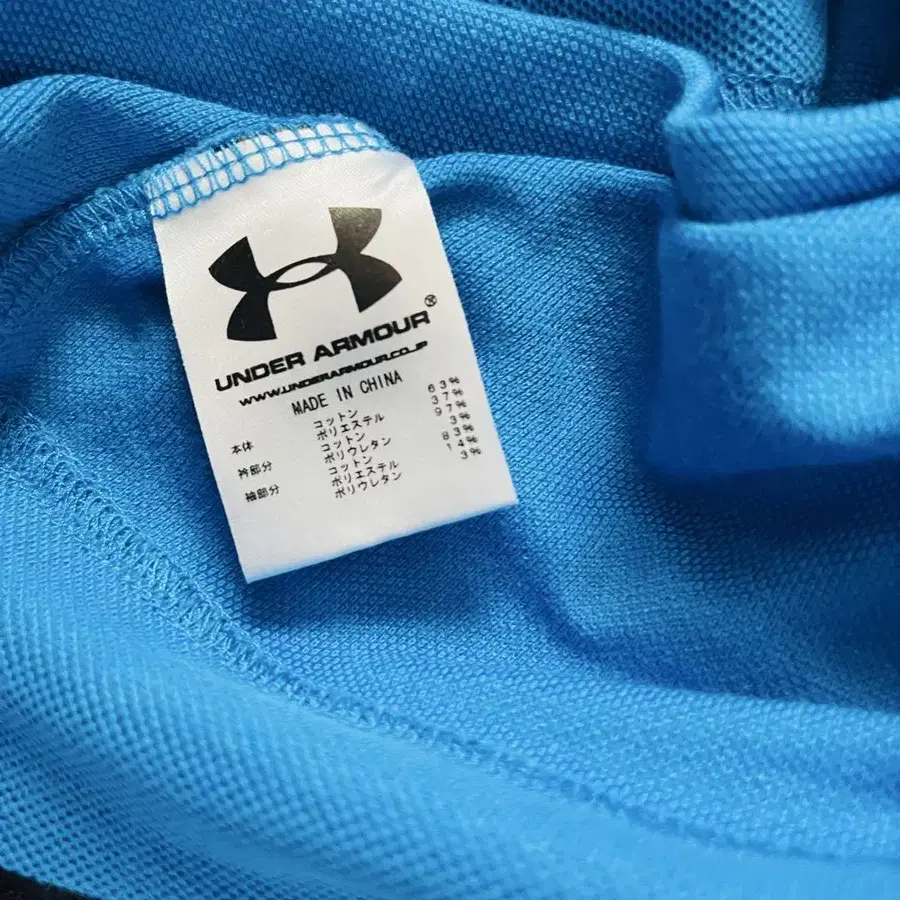 UNDER ARMOUR®
WWW.UNDERARMOUR.CO.JP
MADE IN CHINA
本体 コットン 63%
ポリエステル 37%
衿部分 コットン 97%
ポリウレタン 3%
袖部分 コットン 83%
ポリエステル 14%
ポリウレタン 3%